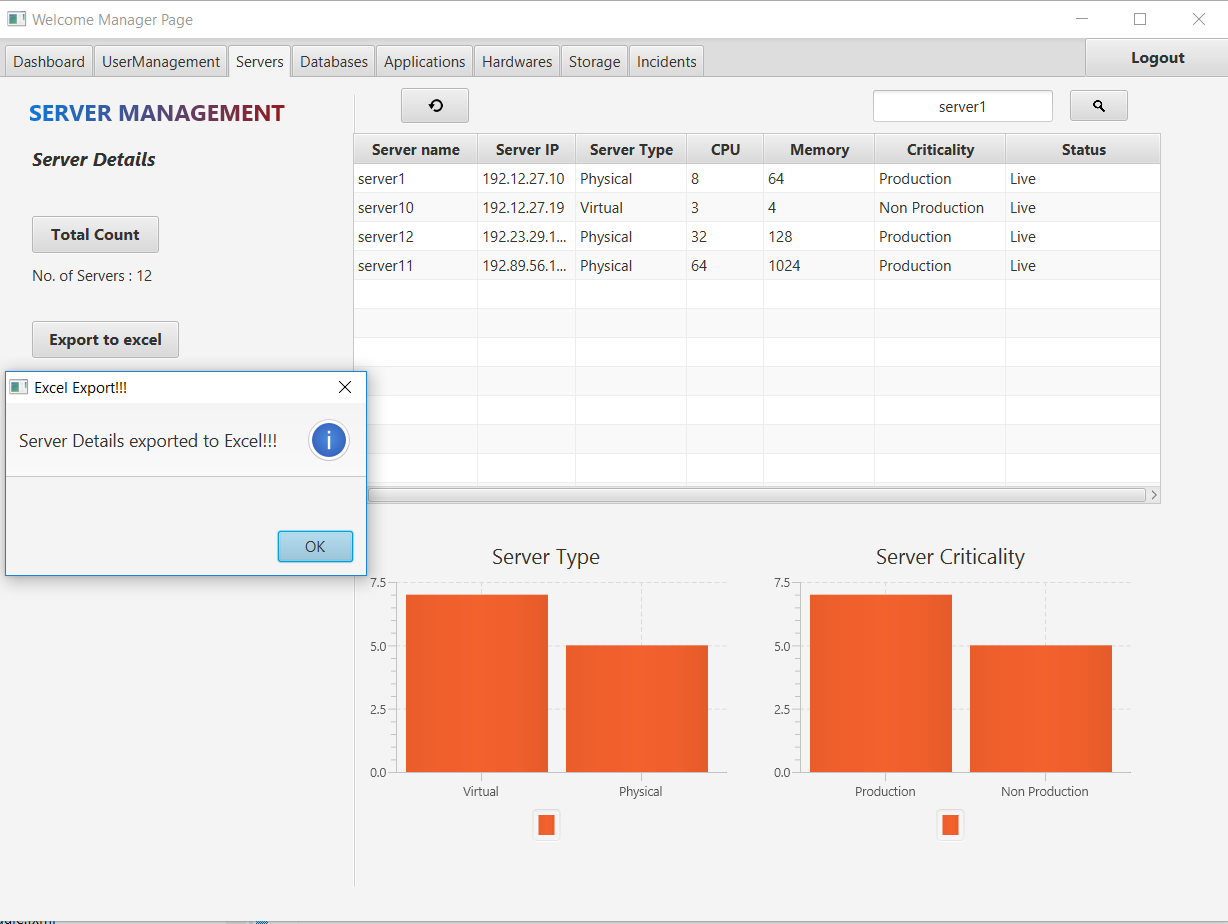 Welcome Manager Page
Dashboard UserManagement Servers Databases Applications Hardwares Storage Incidents Logout
SERVER MANAGEMENT
server1
Server Details
Server name Server IP Server Type CPU Memory Criticality Status
server1 192.12.27.10 Physical 8 64 Production Live
server10 192.12.27.19 Virtual 3 4 Non Production Live
server12 192.23.29.1... Physical 32 128 Production Live
server11 192.89.56.1... Physical 64 1024 Production Live
Total Count
No. of Servers : 12
Export to excel
Excel Export!!!
Server Details exported to Excel!!!
i
OK
Server Type
7.5
5.0
2.5
0.0
Virtual Physical
Server Criticality
7.5
5.0
2.5
0.0
Production Non Production